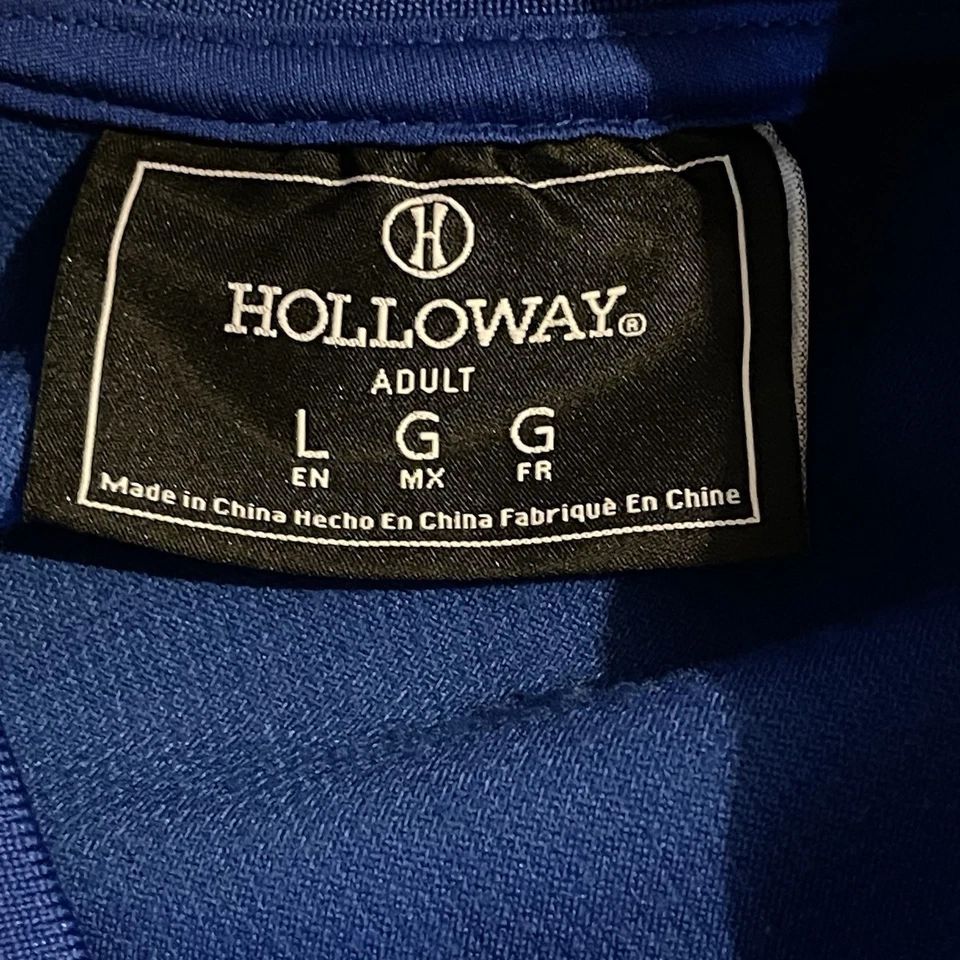 H
HOLLOWAY®
ADULT
L G G
EN MX FR
Made in China Hecho En China Fabriquè En Chine